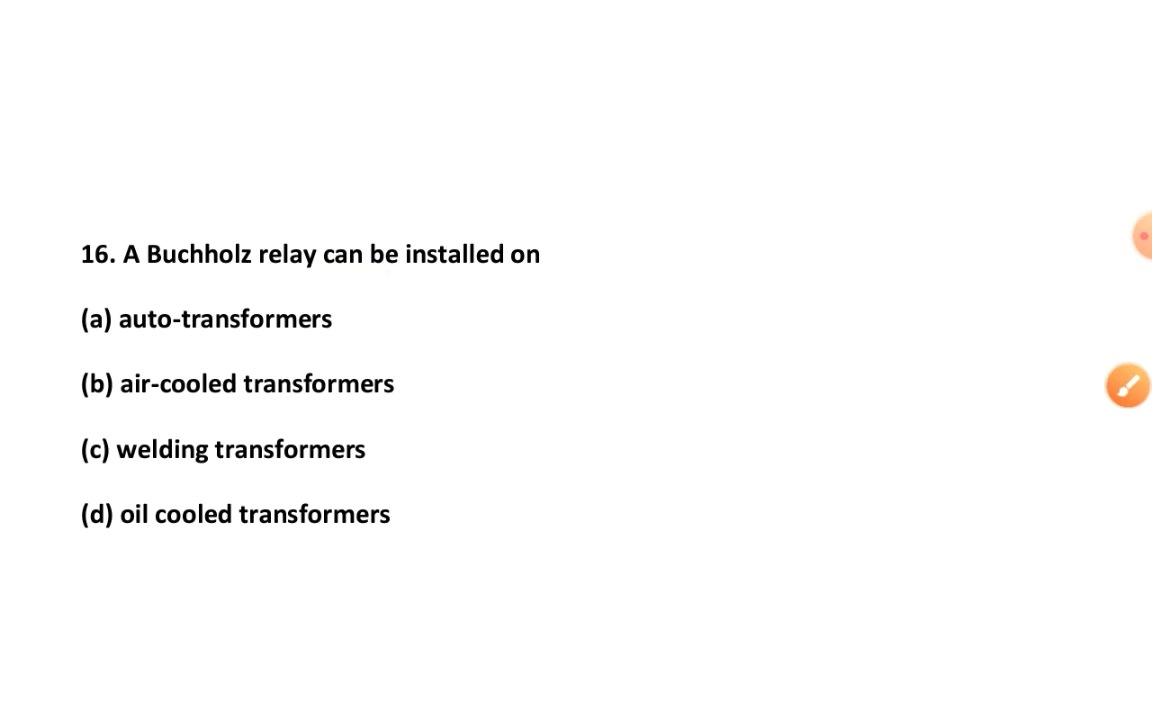 16. A Buchholz relay can be installed on
(a) auto-transformers
(b) air-cooled transformers
(c) welding transformers
(d) oil cooled transformers